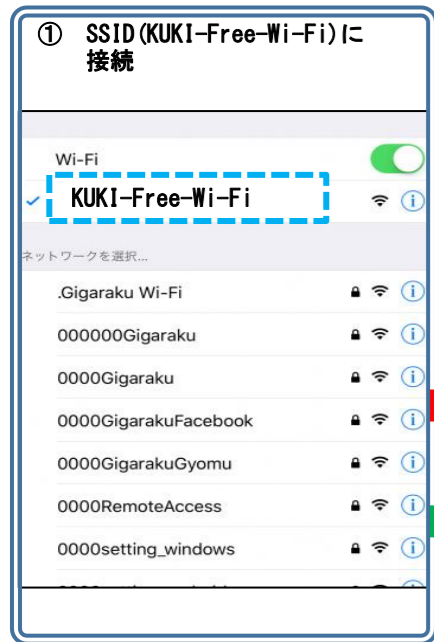 ① SSID(KUKI-Free-Wi-Fi)に
接続
Wi-Fi
KUKI-Free-Wi-Fi
ネットワークを選択...
.Gigaraku Wi-Fi
000000Gigaraku
0000Gigaraku
0000GigarakuFacebook
0000GigarakuGyomu
0000RemoteAccess
0000setting_windows